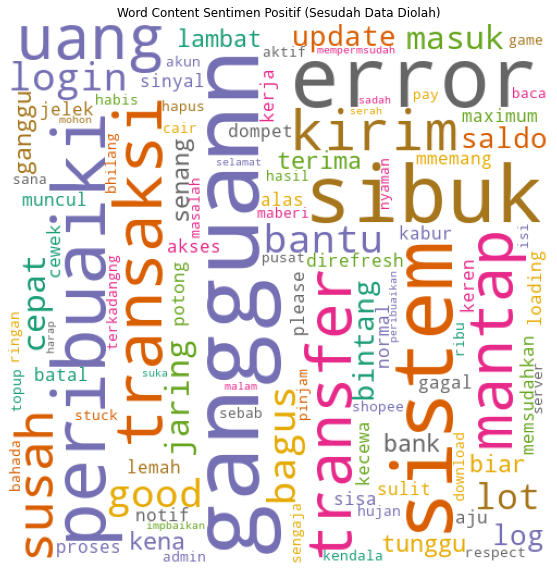 Word Content Sentimen Positif (Sesudah Data Diolah)
uang
lambat
update
masuk
game
mempermsudah
aktif
akun
login
sinyal
error
baca
sadah
pay
serah
habis
hapus
mohon
cair
kerja
jelek
ganggu
dompet
kirim
maximum
saldo
sana
bhilang
senang
masalah
selamat
terima
mmemang
hasil
nyaman
sibuk
muncul
alas
maberi
peribuaiki
transaksi
gangguann
cewek
akses
bantu
kabur
isi
pusat
direfresh
keren
loading
cepat
terkadangng
potong
please
transfer
bintang
normal
peribuaikan
sistem
mantap
ringan
harap
jaring
ribu
server
memsudahkan
topup
batal
suka
malam
pinjam
gagal
shopee
stuck
sebab
susah
bagus
kecewa
bank
biar
bahada
lemah
sisa
sulit
download
good
lot
notif
impbaikan
hujan
aju
log
sengaja
kena
proses
admin
kendala
tunggu
respect